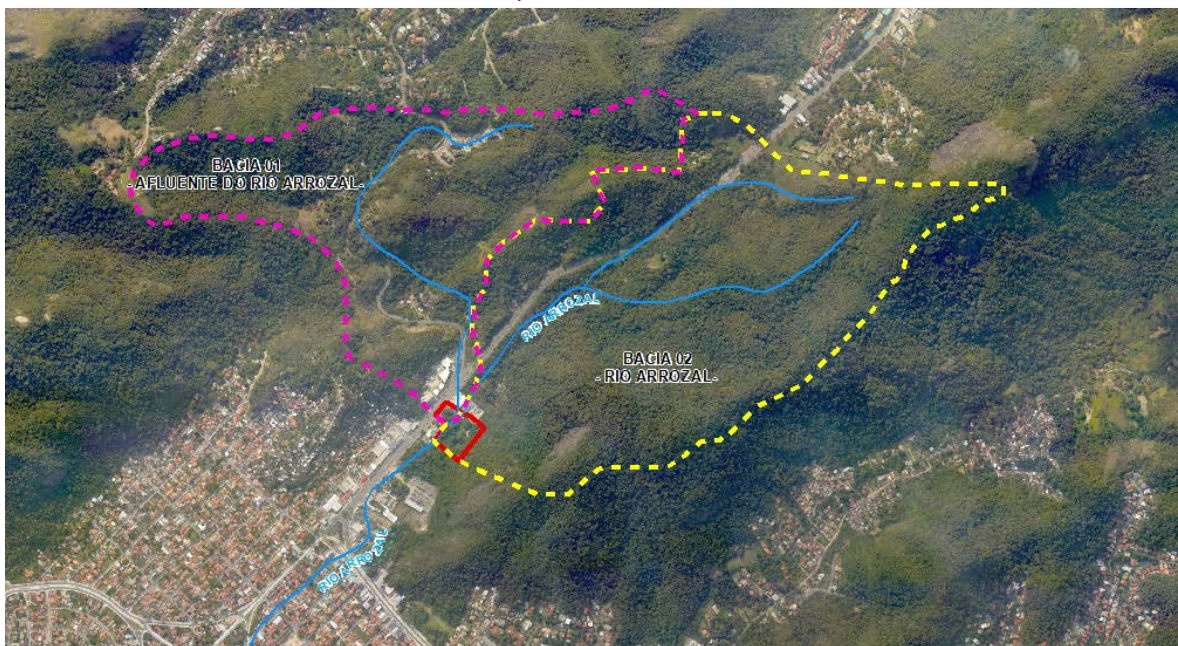 BACIA 01
- AFLUENTE DO RIO ARROZAL-
RIO ARROZAL
BACIA 02
- RIO ARROZAL-
RIO ARROZAL